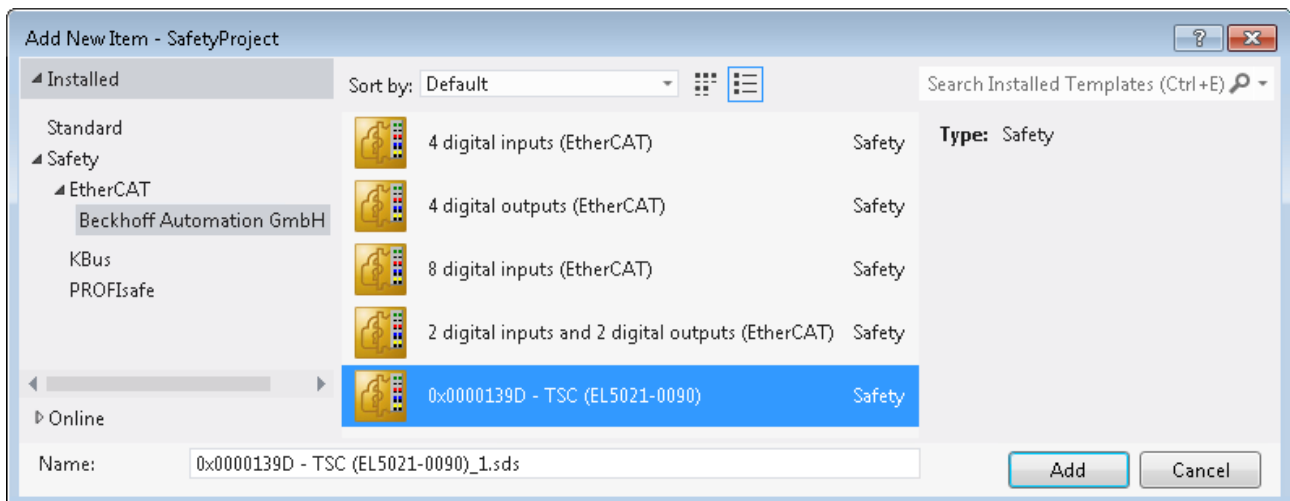 Add New Item - SafetyProject
Installed
Sort by: Default
Search Installed Templates (Ctrl+E)
Standard
Safety
EtherCAT
Beckhoff Automation GmbH
KBus
PROFIsafe
Online
4 digital inputs (EtherCAT) Safety
4 digital outputs (EtherCAT) Safety
8 digital inputs (EtherCAT) Safety
2 digital inputs and 2 digital outputs (EtherCAT) Safety
0x0000139D - TSC (EL5021-0090) Safety
Type: Safety
Name: 0x0000139D - TSC (EL5021-0090)_1.sds
Add Cancel